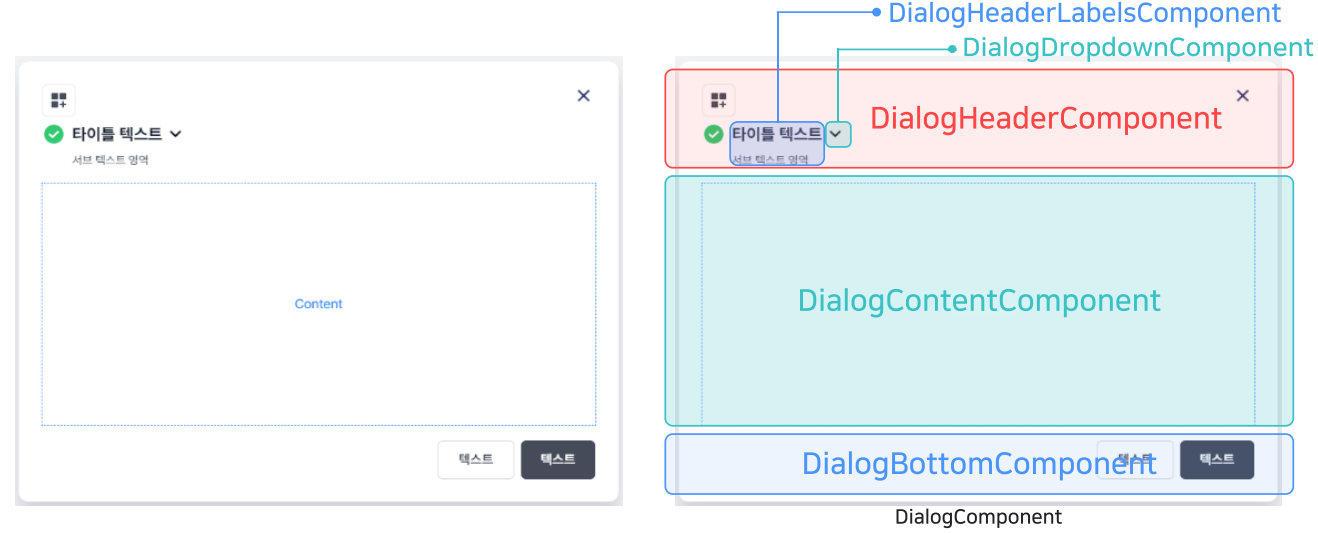 타이틀 텍스트
서브 텍스트 영역
Content
텍스트
텍스트
DialogHeaderLabelsComponent
DialogDropdownComponent
DialogHeaderComponent
타이틀 텍스트
서브 텍스트 영역
DialogContentComponent
DialogBottomComponent
텍스트
텍스트
DialogComponent